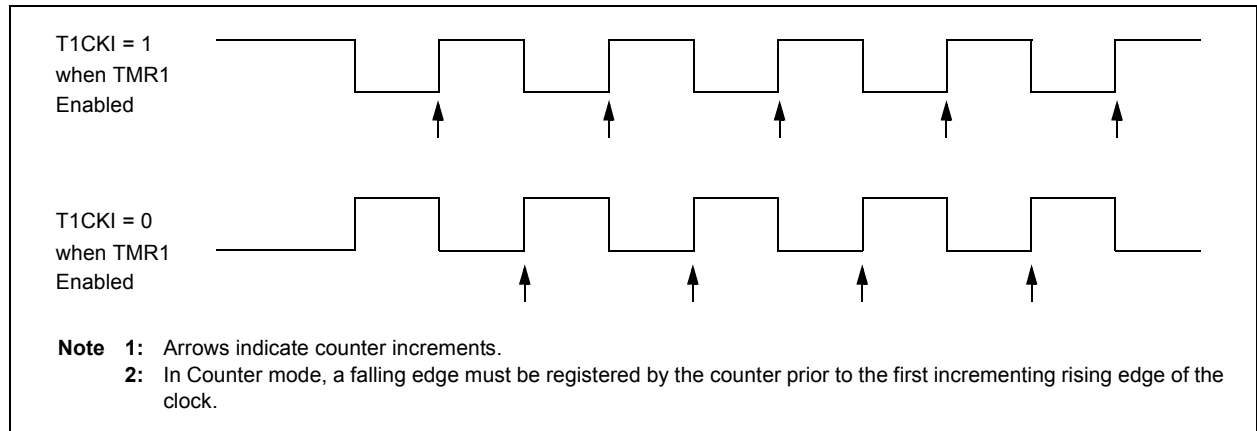 T1CKI = 1
when TMR1
Enabled
T1CKI = 0
when TMR1
Enabled
Note 1: Arrows indicate counter increments.
2: In Counter mode, a falling edge must be registered by the counter prior to the first incrementing rising edge of the
clock.